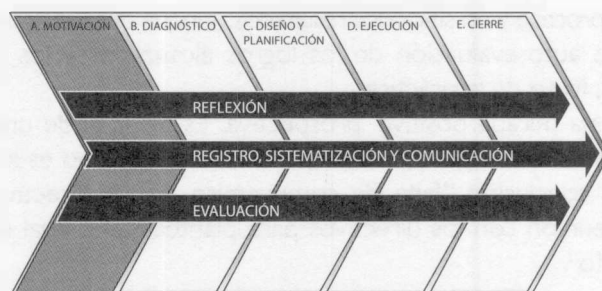 A. MOTIVACIÓN
B. DIAGNÓSTICO
C. DISEÑO Y
PLANIFICACIÓN
D. EJECUCIÓN
E. CIERRE
REFLEXIÓN
REGISTRO, SISTEMATIZACIÓN Y COMUNICACIÓN
EVALUACIÓN